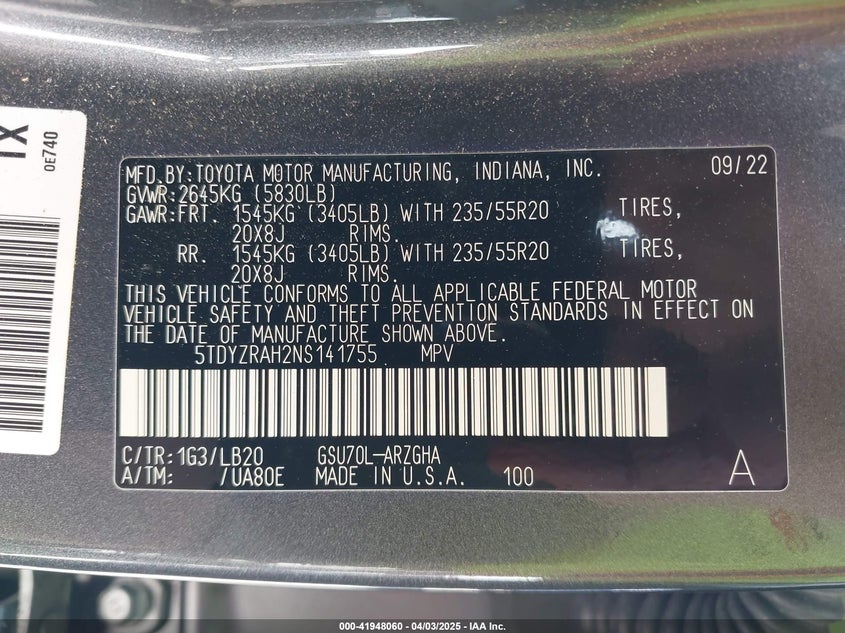 TX
0E740
MFD.BY:TOYOTA MOTOR MANUFACTURING, INDIANA, INC. 09/22
GVWR:2645KG (5830LB)
GAWR:FRT. 1545KG (3405LB) WITH 235/55R20 TIRES,
20X8J RIMS.
RR. 1545KG (3405LB) WITH 235/55R20 TIRES,
20X8J RIMS.
THIS VEHICLE CONFORMS TO ALL APPLICABLE FEDERAL MOTOR
VEHICLE SAFETY AND THEFT PREVENTION STANDARDS IN EFFECT ON
THE DATE OF MANUFACTURE SHOWN ABOVE.
5TDYZRAH2NS141755 MPV
C/TR:1G3/LB20 GSU70L-ARZGHA
A/TM: /UA80E MADE IN U.S.A. 100 A
000-41948060 - 04/03/2025 - IAA Inc.